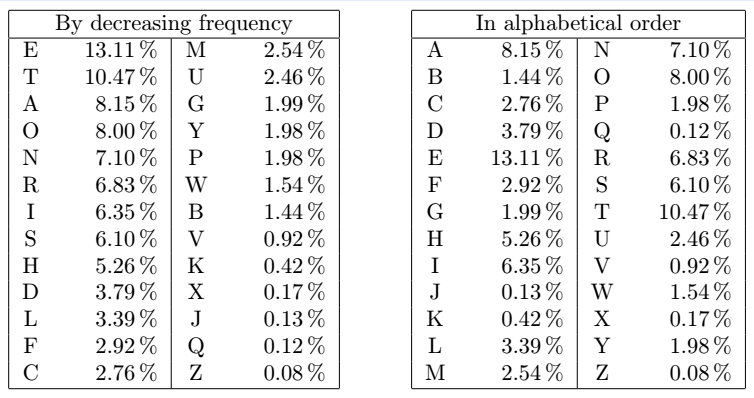 By decreasing frequency In alphabetical order
E 13.11 % M 2.54 % A 8.15 % N 7.10 %
T 10.47 % U 2.46 % B 1.44 % O 8.00 %
A 8.15 % G 1.99 % C 2.76 % P 1.98 %
O 8.00 % Y 1.98 % D 3.79 % Q 0.12 %
N 7.10 % P 1.98 % E 13.11 % R 6.83 %
R 6.83 % W 1.54 % F 2.92 % S 6.10 %
I 6.35 % B 1.44 % G 1.99 % T 10.47 %
S 6.10 % V 0.92 % H 5.26 % U 2.46 %
H 5.26 % K 0.42 % I 6.35 % V 0.92 %
D 3.79 % X 0.17 % J 0.13 % W 1.54 %
L 3.39 % J 0.13 % K 0.42 % X 0.17 %
F 2.92 % Q 0.12 % L 3.39 % Y 1.98 %
C 2.76 % Z 0.08 % M 2.54 % Z 0.08 %